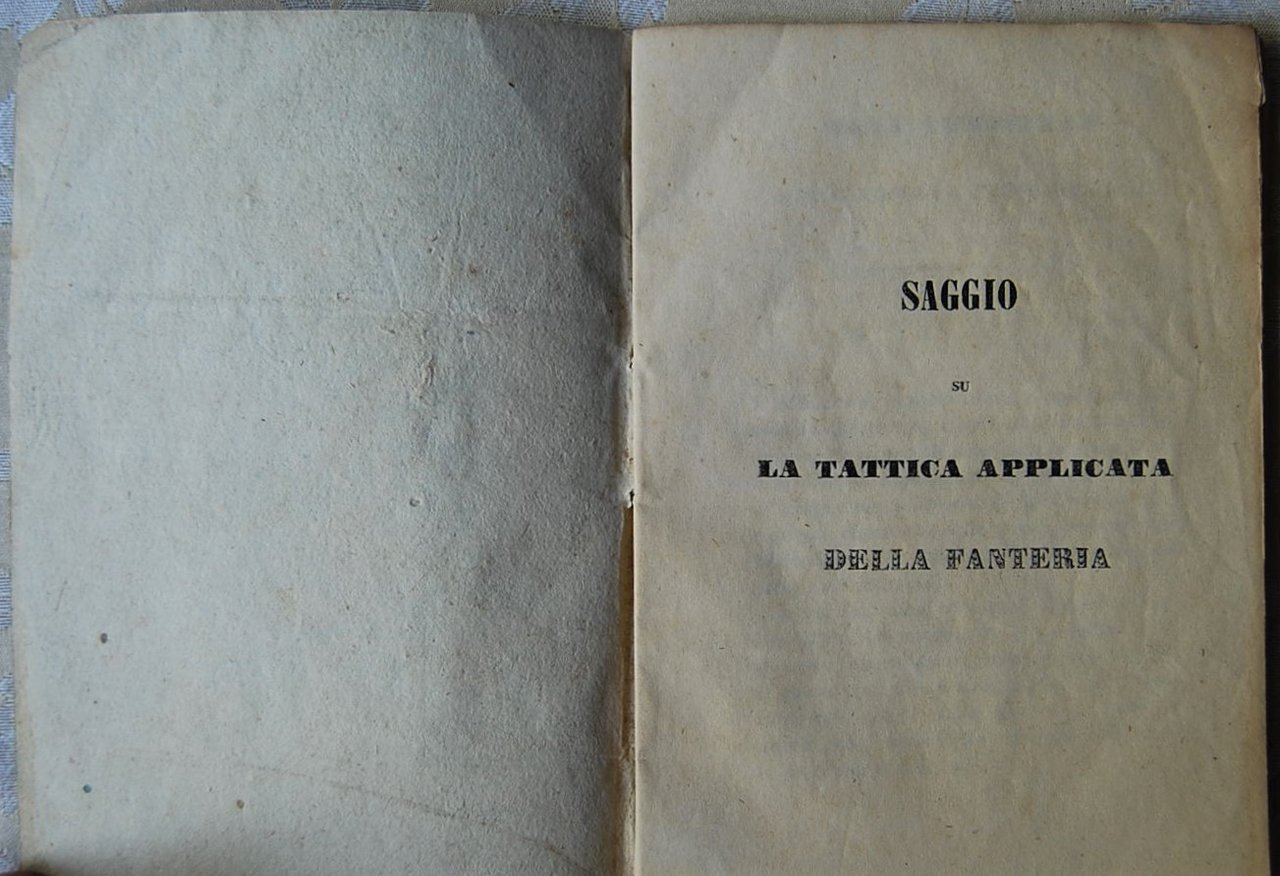 SAGGIO
SU
LA TATTICA APPLICATA
DELLA FANTERIA